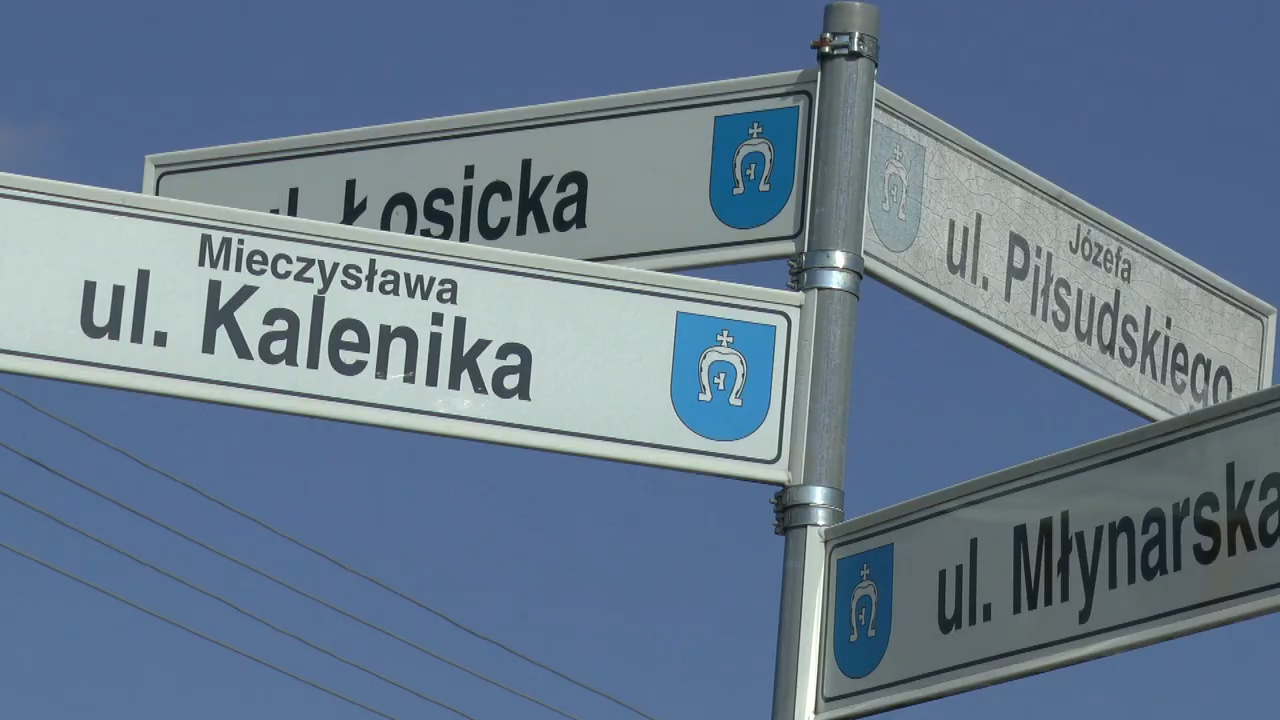 ul. Łosicka
Mieczysława
ul. Kalenika
Józefa
ul. Piłsudskiego
ul. Młynarska